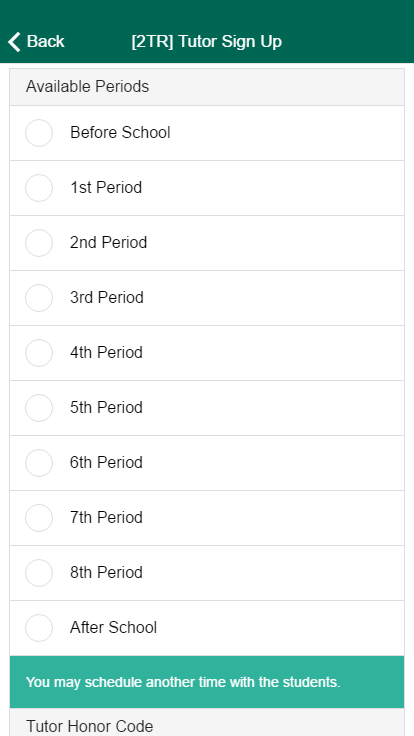 Back
[2TR] Tutor Sign Up
Available Periods
Before School
1st Period
2nd Period
3rd Period
4th Period
5th Period
6th Period
7th Period
8th Period
After School
You may schedule another time with the students.
Tutor Honor Code